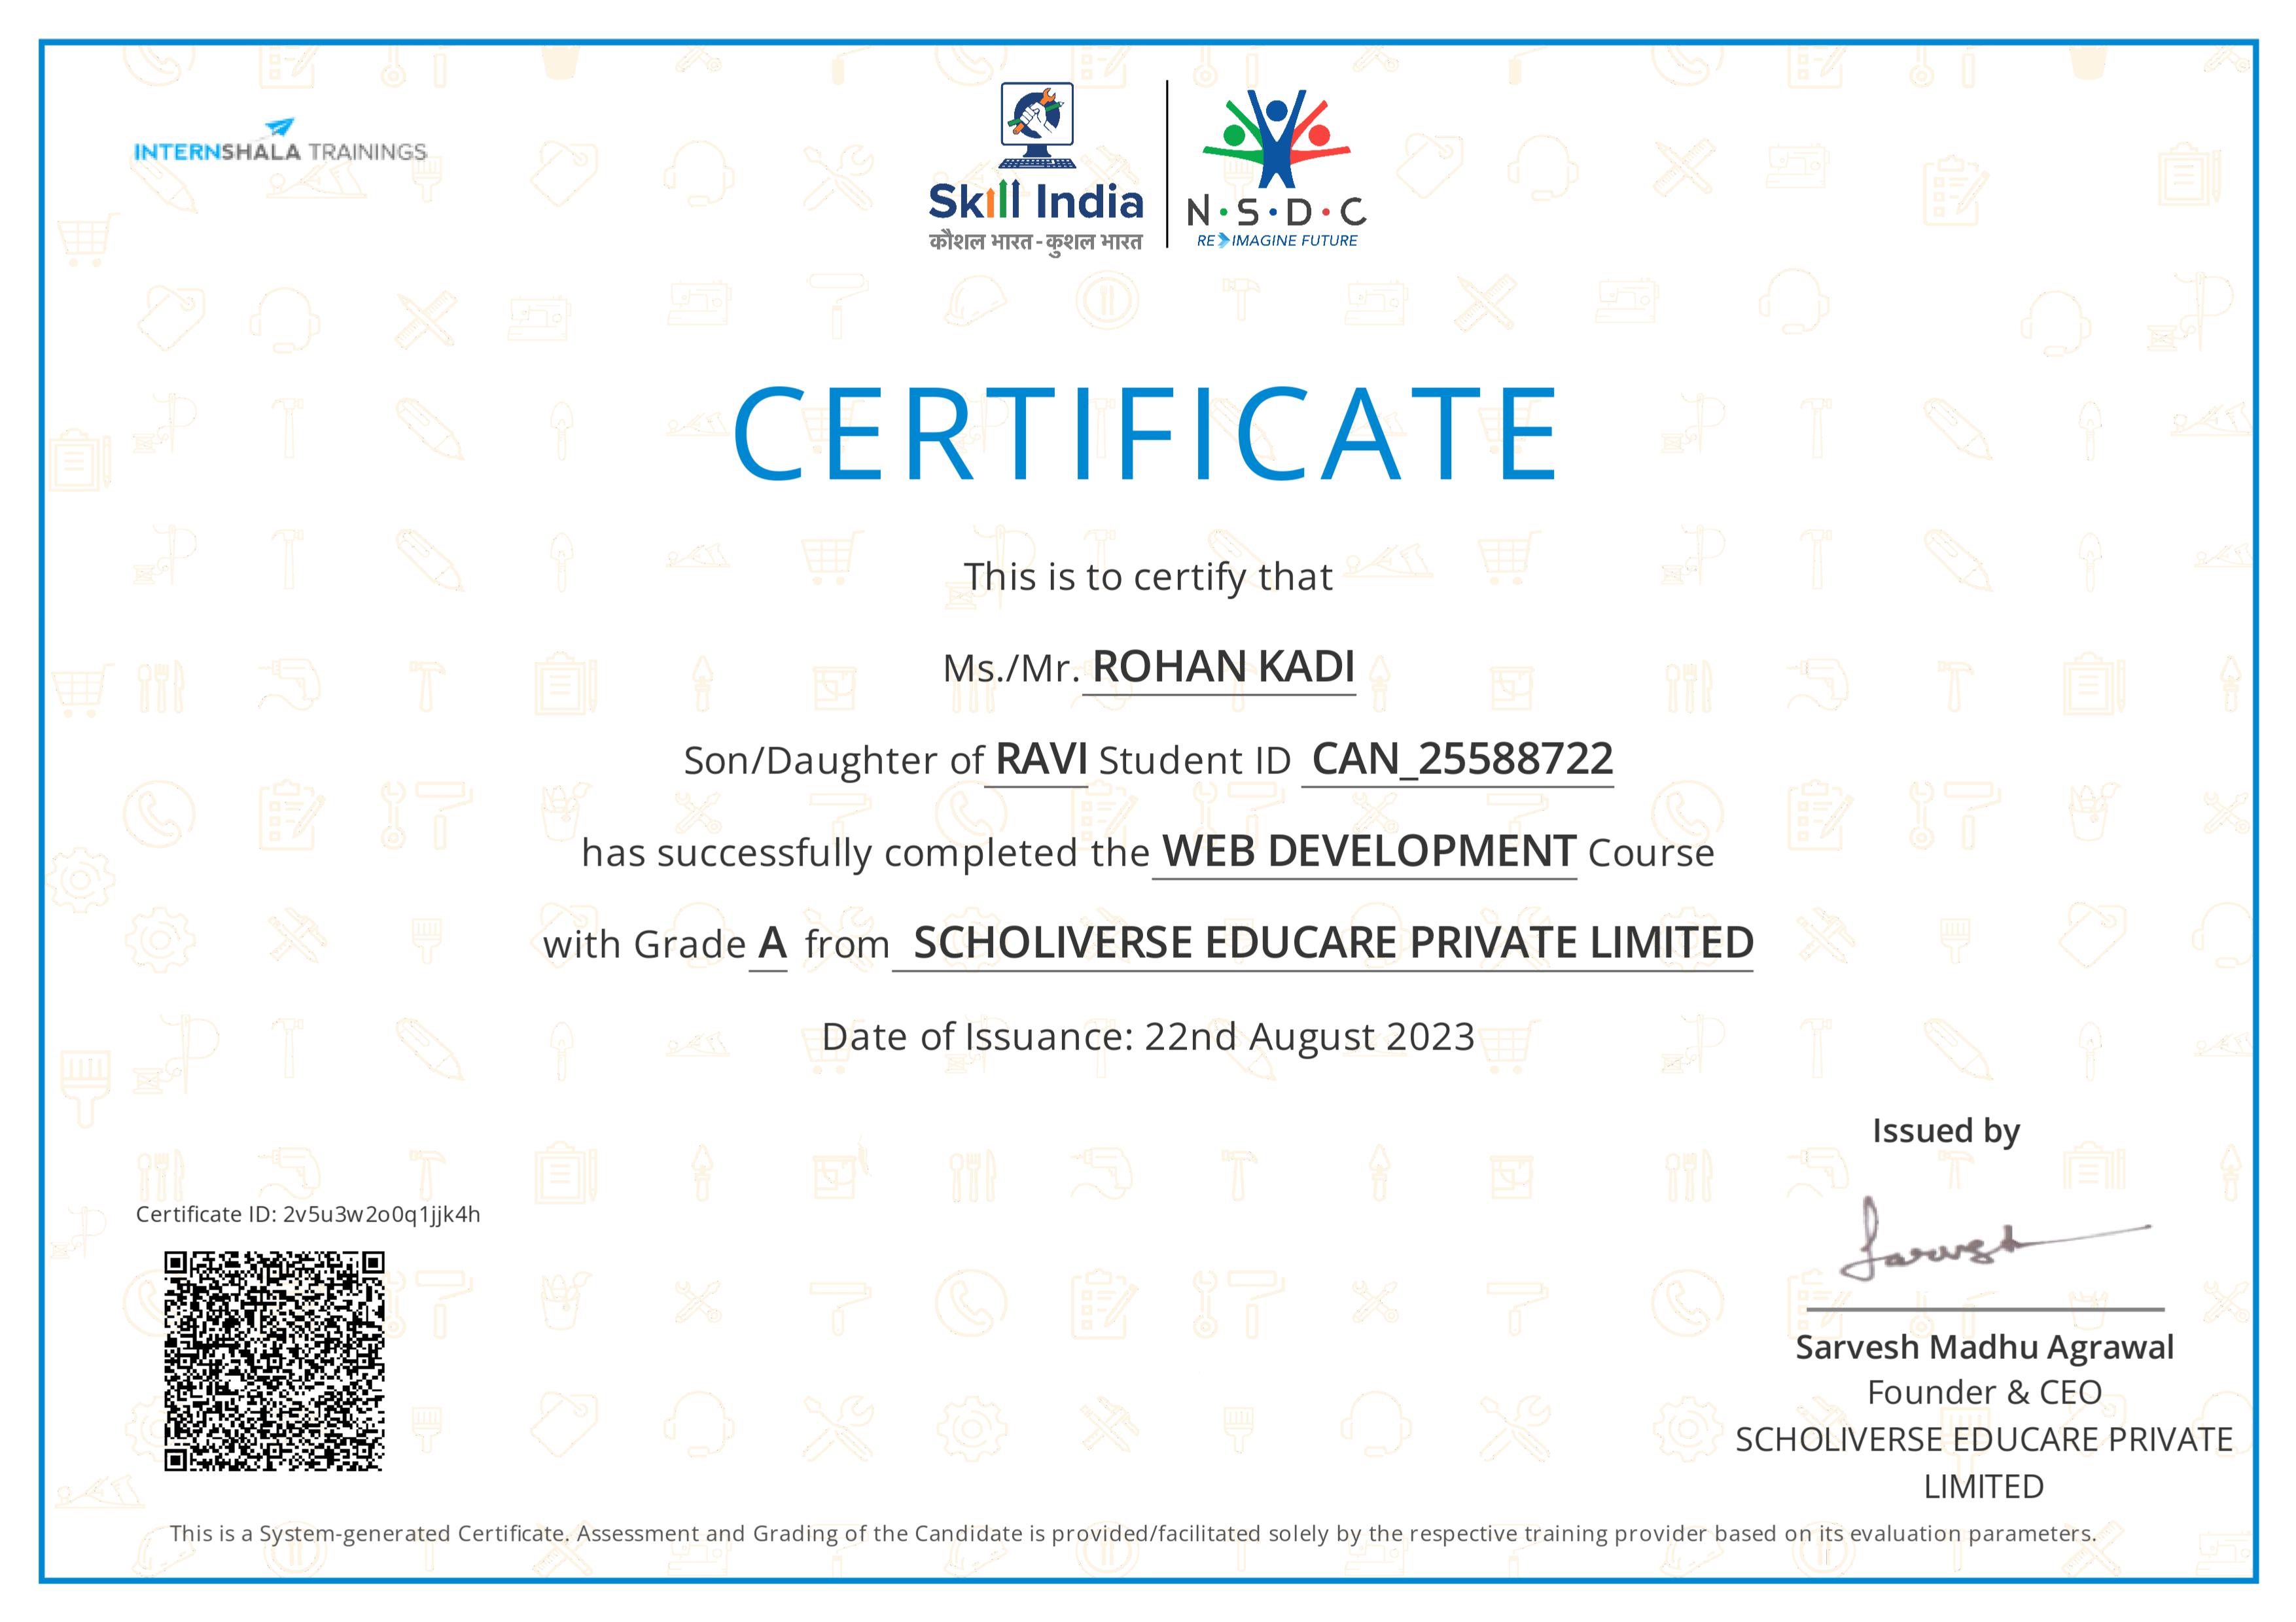 INTERNSHALA TRAININGS
Skill India
कौशल भारत - कुशल भारत
N·S·D·C
RE IMAGINE FUTURE
CERTIFICATE
This is to certify that
Ms./Mr. ROHAN KADI
Son/Daughter of RAVI Student ID CAN_25588722
has successfully completed the WEB DEVELOPMENT Course
with Grade A from SCHOLIVERSE EDUCARE PRIVATE LIMITED
Date of Issuance: 22nd August 2023
Issued by
Certificate ID: 2v5u3w2o0q1jjk4h
Sarvesh
Sarvesh Madhu Agrawal
Founder & CEO
SCHOLIVERSE EDUCARE PRIVATE
LIMITED
This is a System-generated Certificate. Assessment and Grading of the Candidate is provided/facilitated solely by the respective training provider based on its evaluation parameters.